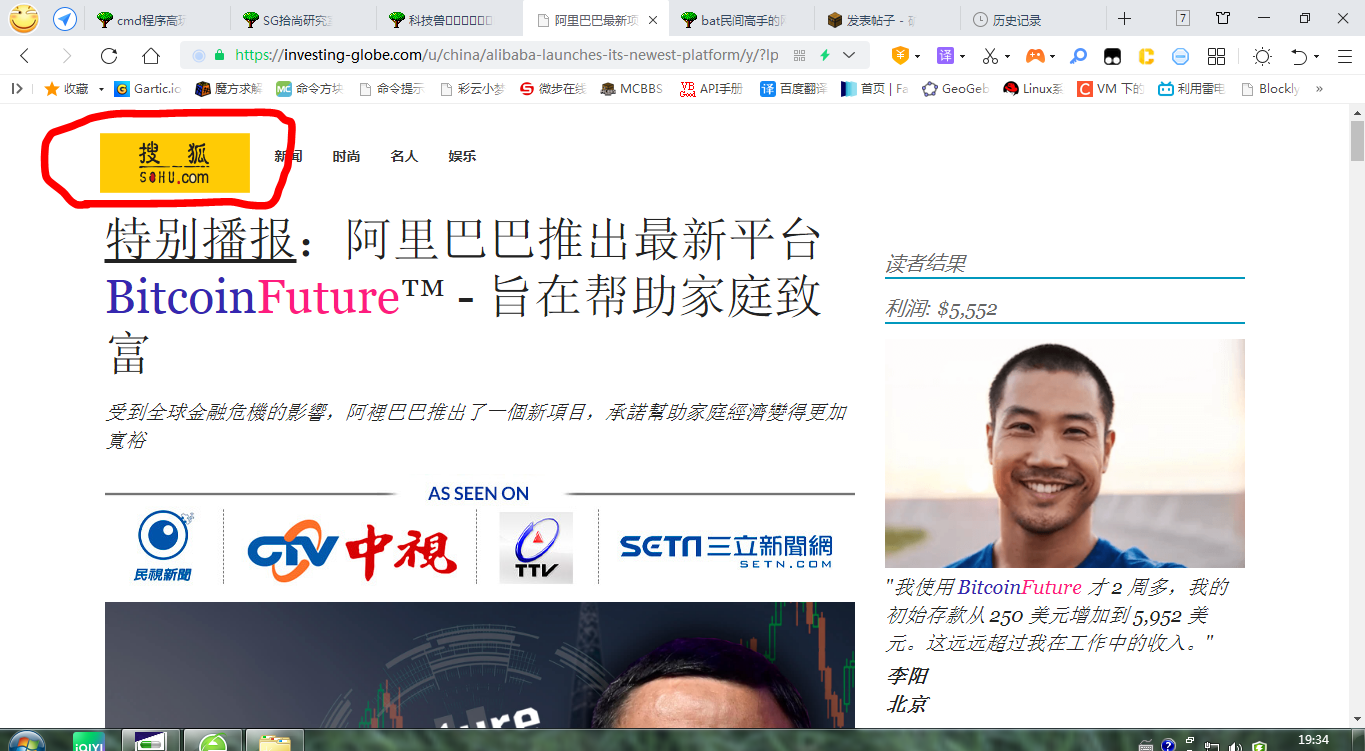 cmd程序高玩
SG拾尚研究
科技兽
阿里巴巴最新项
bat民间高手的
发表帖子 -
历史记录
7
https://investing-globe.com/u/china/alibaba-launches-its-newest-platform/y/?lp
译
收藏
Gartic.io
魔方求解
MC 命令方块
命令提示
彩云小梦
微步在线
MCBBS
VB Good API手册
译 百度翻译
首页 | Fa
GeoGeb
Linux系
C VM 下的
利用雷电
Blockly
»
搜 狐
SOHU.com
新闻
时尚
名人
娱乐
特别播报：阿里巴巴推出最新平台
BitcoinFuture™ - 旨在帮助家庭致
富
受到全球金融危機的影響，阿裡巴巴推出了一個新項目，承諾幫助家庭經濟變得更加
寬裕
AS SEEN ON
民視新聞
CTV 中視
TTV
SETN 三立新聞網
SETN.COM
读者结果
利润: $5,552
"我使用 BitcoinFuture 才 2 周多，我的
初始存款从 250 美元增加到 5,952 美
元。这远远超过我在工作中的收入。"
李阳
北京
iQIYI
19:34